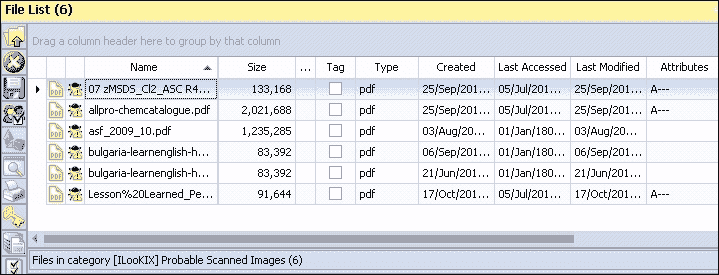 File List (6)
Drag a column header here to group by that column
Name Size ... Tag Type Created Last Accessed Last Modified Attributes
07 zMSDS_Cl2_ASC R4... 133,168 pdf 25/Sep/201... 05/Jul/201... 25/Sep/201... A---
allpro-chemcatalogue.pdf 2,021,688 pdf 25/Sep/201... 05/Jul/201... 25/Sep/201... A---
asf_2009_10.pdf 1,235,285 pdf 03/Aug/20... 01/Jan/180... 03/Aug/20...
bulgaria-learnenglish-h... 83,392 pdf 06/Sep/201... 01/Jan/180... 06/Sep/201...
bulgaria-learnenglish-h... 83,392 pdf 21/Jun/201... 01/Jan/180... 21/Jun/201...
Lesson%20Learned_Pe... 91,644 pdf 17/Oct/201... 05/Jul/201... 17/Oct/201... A---
Files in category [ILooKIX] Probable Scanned Images (6)